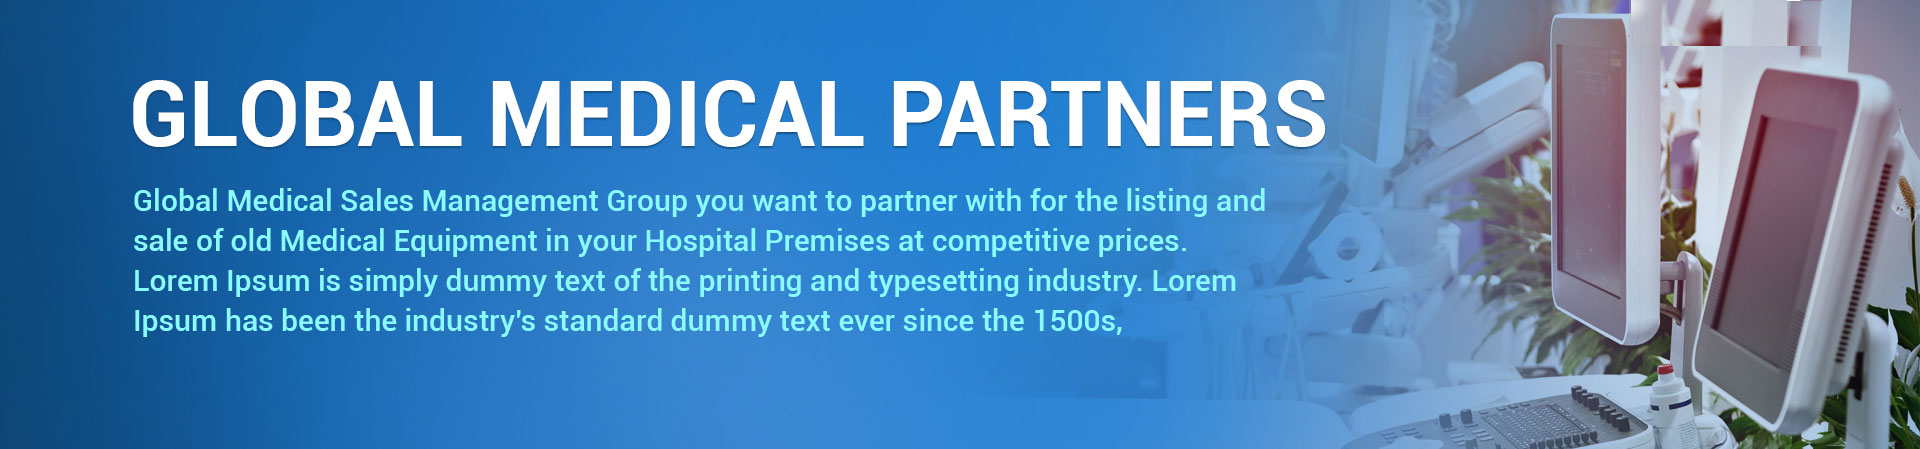 GLOBAL MEDICAL PARTNERS
Global Medical Sales Management Group you want to partner with for the listing and
sale of old Medical Equipment in your Hospital Premises at competitive prices.
Lorem Ipsum is simply dummy text of the printing and typesetting industry. Lorem
Ipsum has been the industry's standard dummy text ever since the 1500s,